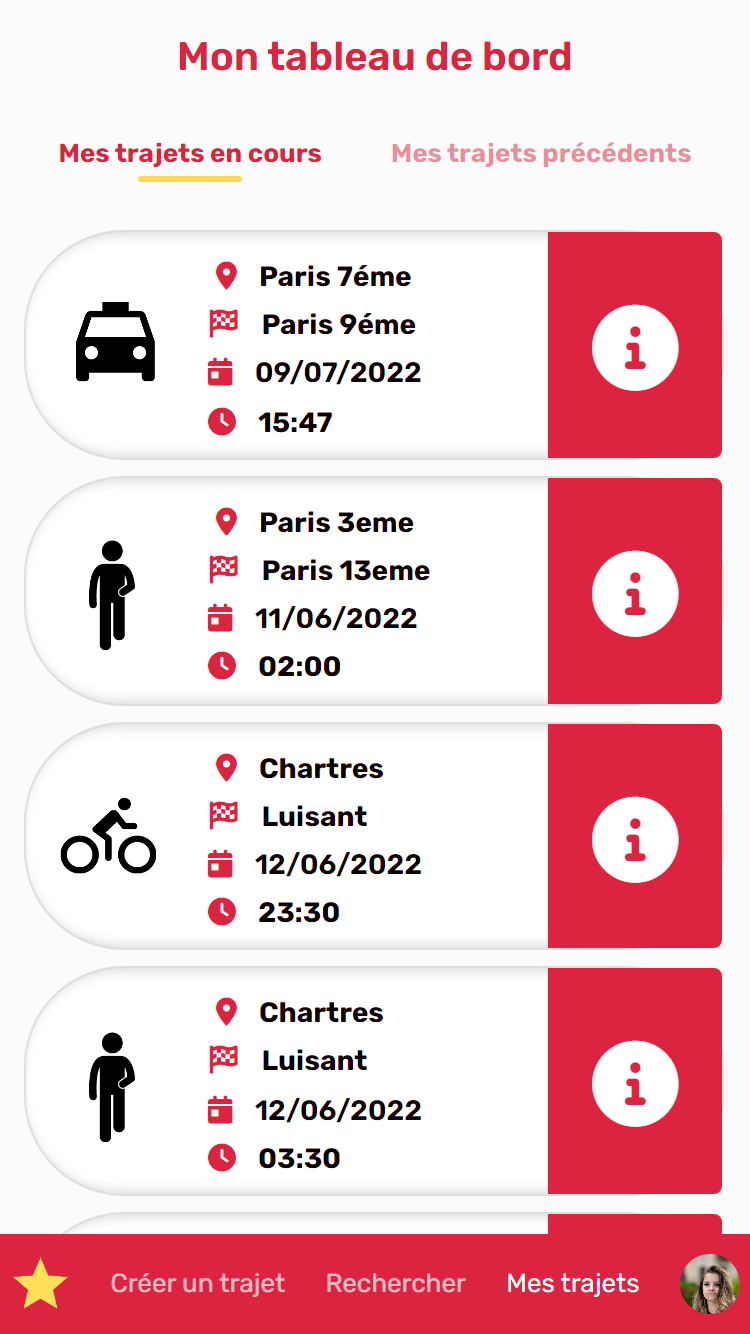 Mon tableau de bord
Mes trajets en cours
Mes trajets précédents
Paris 7éme
Paris 9éme
09/07/2022
15:47
Paris 3eme
Paris 13eme
11/06/2022
02:00
Chartres
Luisant
12/06/2022
23:30
Chartres
Luisant
12/06/2022
03:30
Créer un trajet
Rechercher
Mes trajets